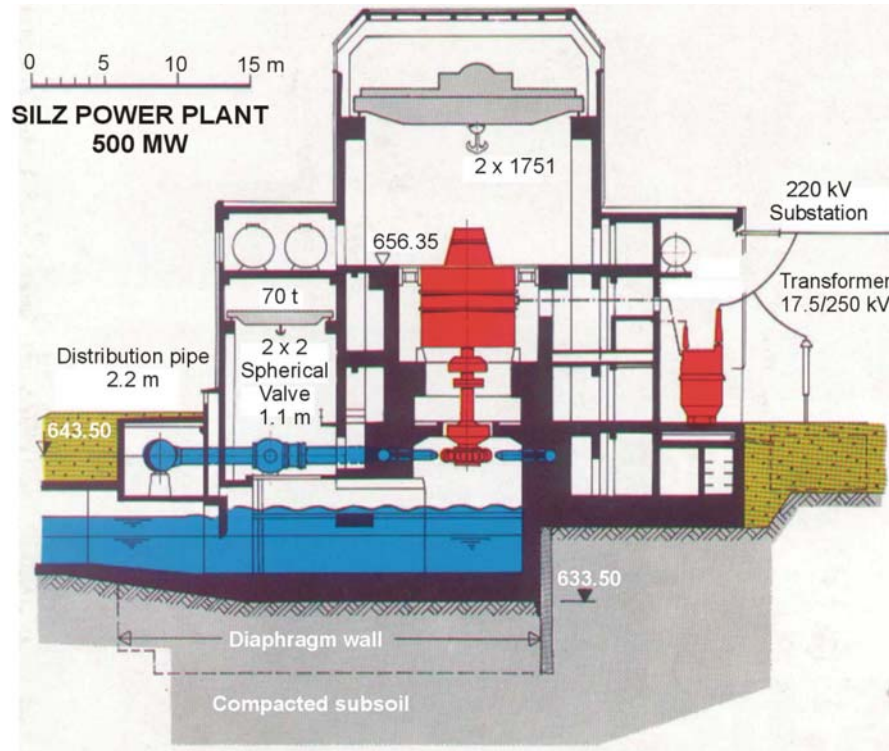 0 5 10 15 m
SILZ POWER PLANT
500 MW
2 x 1751
220 kV
Substation
656.35
Transformer
17.5/250 kV
70 t
2 x 2
Spherical
Valve
1.1 m
Distribution pipe
2.2 m
643.50
633.50
Diaphragm wall
Compacted subsoil